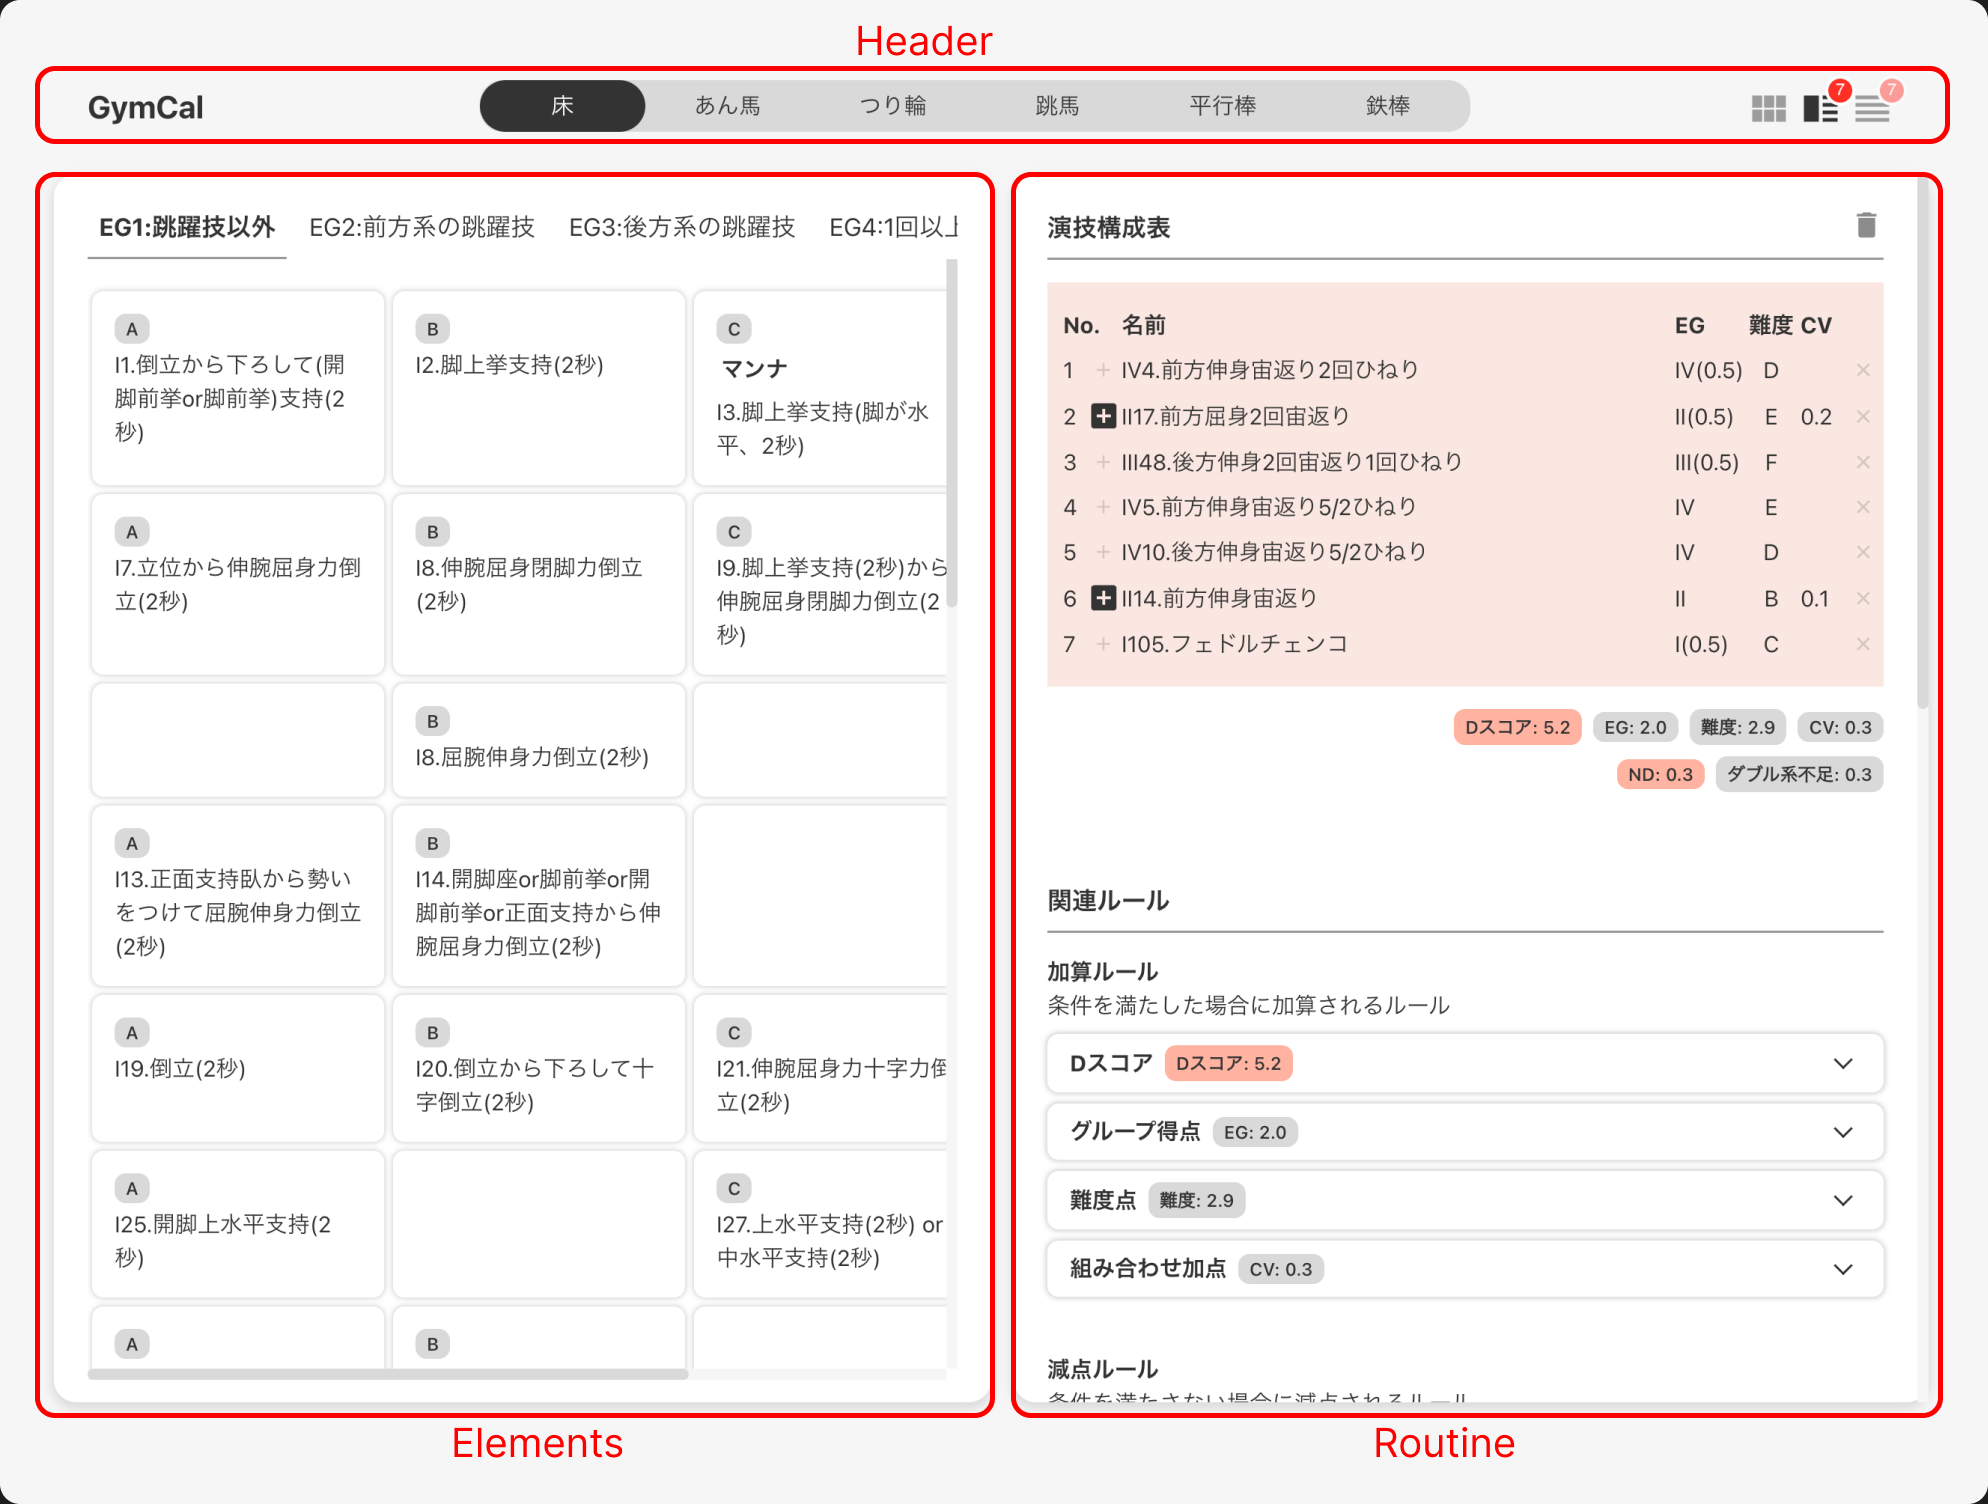 Header
GymCal
床 あん馬 つり輪 跳馬 平行棒 鉄棒
7 7
EG1:跳躍技以外 EG2:前方系の跳躍技 EG3:後方系の跳躍技 EG4:1回以上
A
I1.倒立から下ろして(開
脚前挙or脚前挙)支持(2
秒)
B
I2.脚上挙支持(2秒)
C
マンナ
I3.脚上挙支持(脚が水
平、2秒)
A
I7.立位から伸腕屈身力倒
立(2秒)
B
I8.伸腕屈身閉脚力倒立
(2秒)
C
I9.脚上挙支持(2秒)から
伸腕屈身閉脚力倒立(2
秒)
B
I8.屈腕伸身力倒立(2秒)
A
I13.正面支持臥から勢い
をつけて屈腕伸身力倒立
(2秒)
B
I14.開脚座or脚前挙or開
脚前挙or正面支持から伸
腕屈身力倒立(2秒)
A
I19.倒立(2秒)
B
I20.倒立から下ろして十
字倒立(2秒)
C
I21.伸腕屈身力十字力倒
立(2秒)
A
I25.開脚上水平支持(2
秒)
C
I27.上水平支持(2秒) or
中水平支持(2秒)
A
B
Elements
演技構成表
No. 名前 EG 難度 CV
1 + IV4.前方伸身宙返り2回ひねり IV(0.5) D ×
2 + II17.前方屈身2回宙返り II(0.5) E 0.2 ×
3 + III48.後方伸身2回宙返り1回ひねり III(0.5) F ×
4 + IV5.前方伸身宙返り5/2ひねり IV E ×
5 + IV10.後方伸身宙返り5/2ひねり IV D ×
6 + II14.前方伸身宙返り II B 0.1 ×
7 + I105.フェドルチェンコ I(0.5) C ×
Dスコア: 5.2 EG: 2.0 難度: 2.9 CV: 0.3
ND: 0.3 ダブル系不足: 0.3
関連ルール
加算ルール
条件を満たした場合に加算されるルール
Dスコア Dスコア: 5.2
グループ得点 EG: 2.0
難度点 難度: 2.9
組み合わせ加点 CV: 0.3
減点ルール
条件を満たさない場合に減点されるルール
Routine